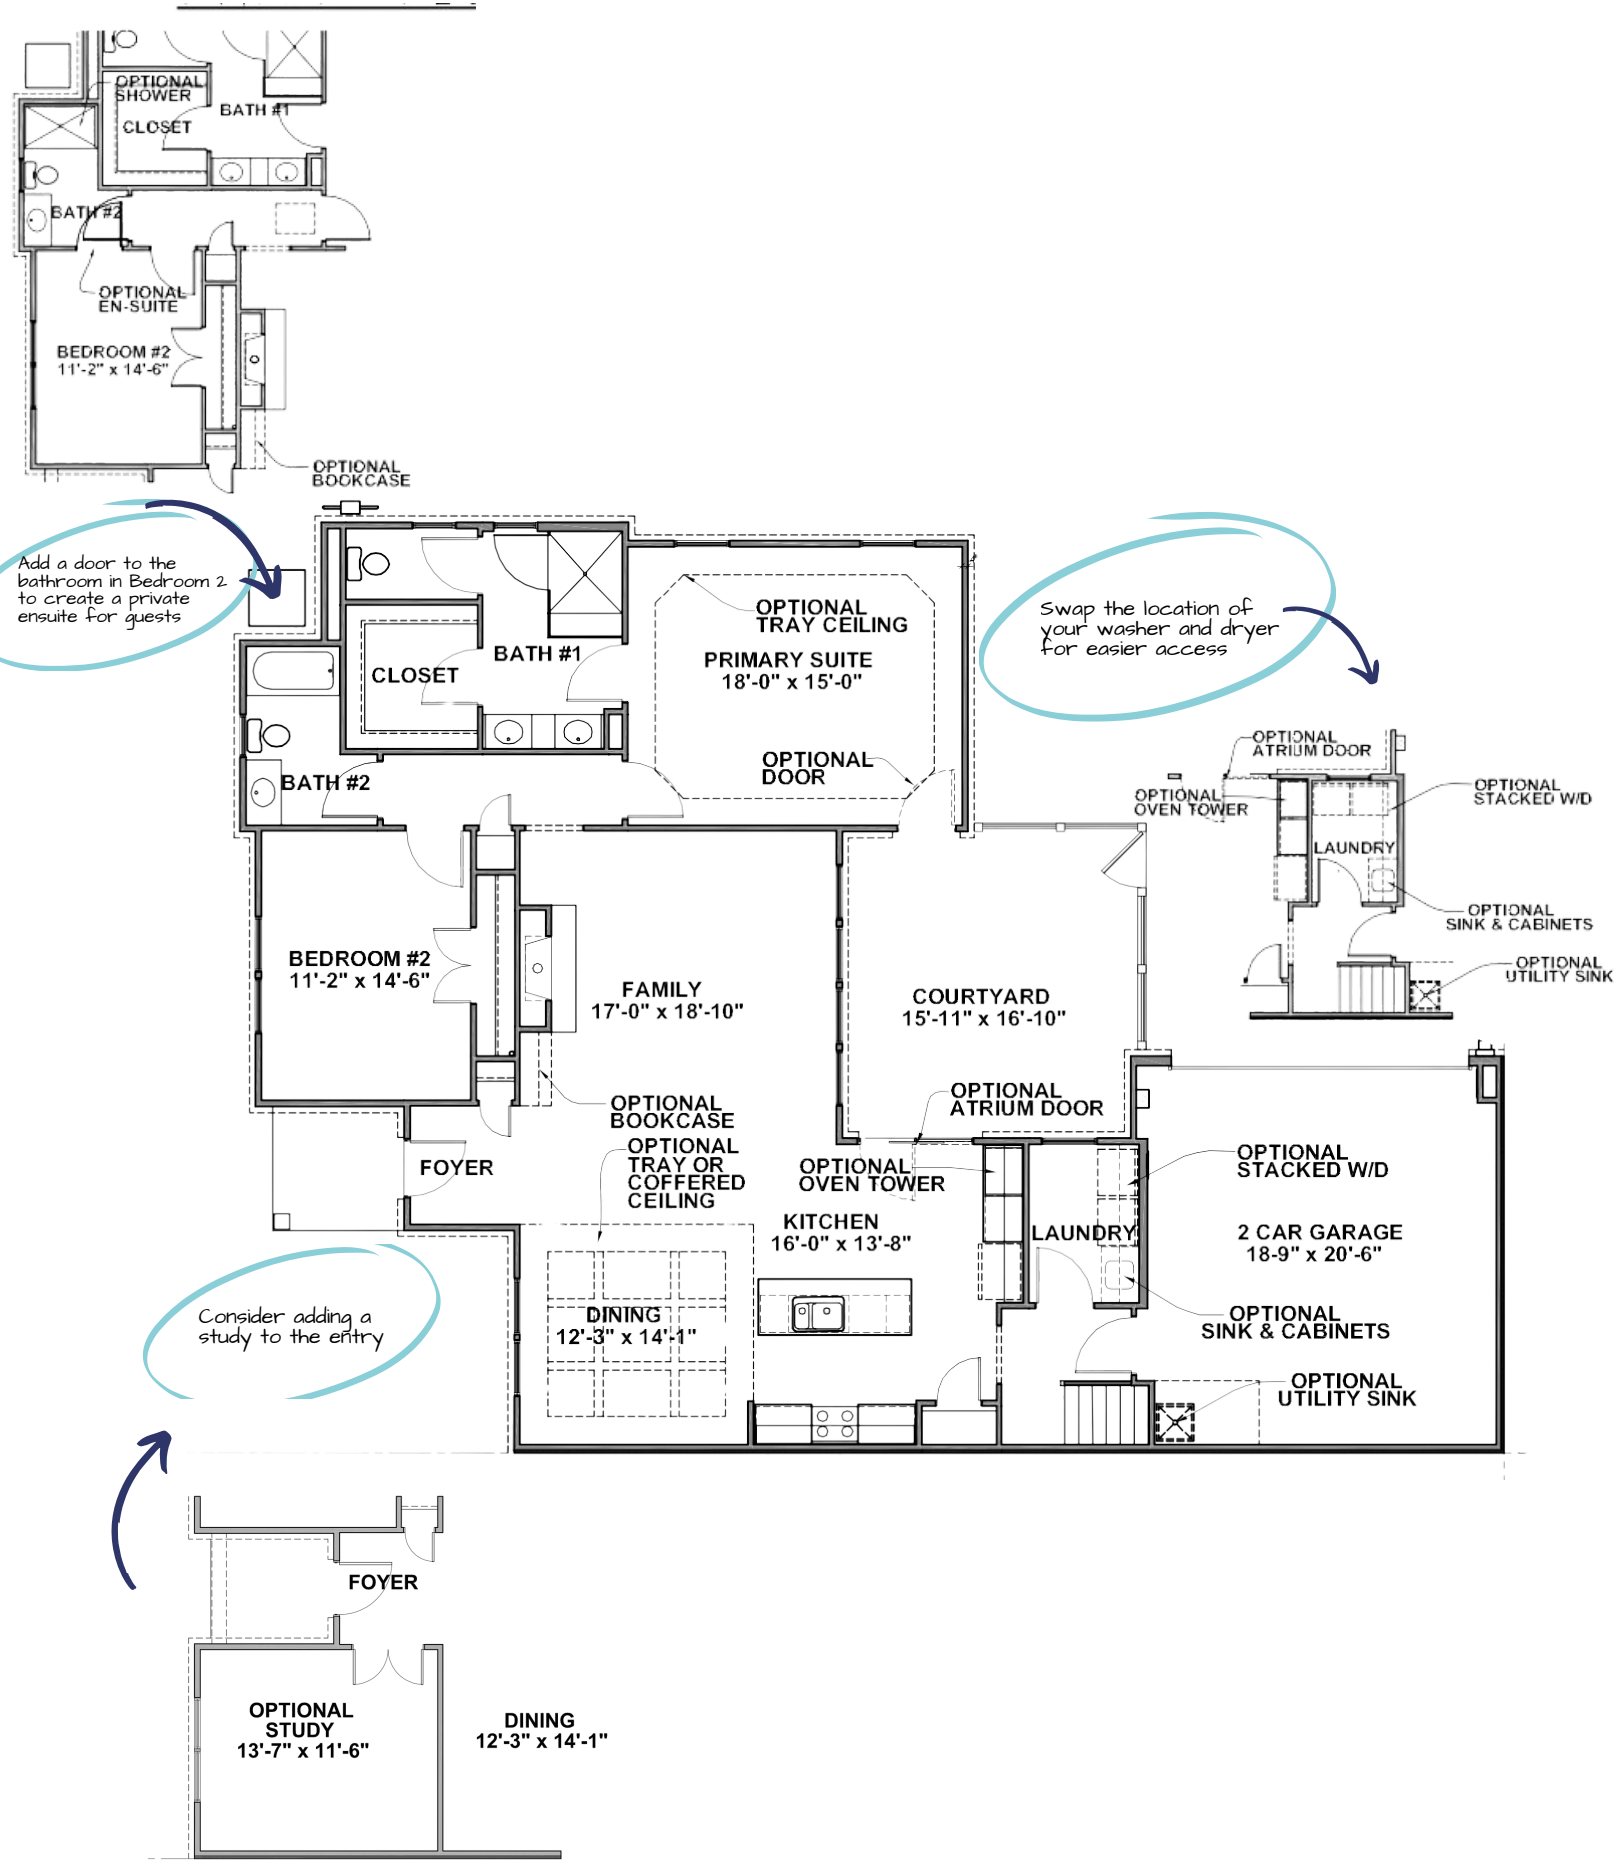 OPTIONAL
SHOWER
BATH #1
CLOSET
BATH #2
OPTIONAL
EN-SUITE
BEDROOM #2
11'-2" x 14'-6"
OPTIONAL
BOOKCASE
Add a door to the
bathroom in Bedroom 2
to create a private
ensuite for guests
Swap the location of
your washer and dryer
for easier access
OPTIONAL
TRAY CEILING
PRIMARY SUITE
18'-0" x 15'-0"
BATH #1
CLOSET
OPTIONAL
DOOR
BATH #2
OPTIONAL
ATRIUM DOOR
OPTIONAL
OVEN TOWER
OPTIONAL
STACKED W/D
LAUNDRY
OPTIONAL
SINK & CABINETS
OPTIONAL
UTILITY SINK
BEDROOM #2
11'-2" x 14'-6"
FAMILY
17'-0" x 18'-10"
COURTYARD
15'-11" x 16'-10"
OPTIONAL
BOOKCASE
OPTIONAL
TRAY OR
COFFERED
CEILING
OPTIONAL
ATRIUM DOOR
FOYER
OPTIONAL
OVEN TOWER
OPTIONAL
STACKED W/D
KITCHEN
16'-0" x 13'-8"
LAUNDRY
2 CAR GARAGE
18-9" x 20'-6"
DINING
12'-3" x 14'-1"
OPTIONAL
SINK & CABINETS
OPTIONAL
UTILITY SINK
Consider adding a
study to the entry
FOYER
OPTIONAL
STUDY
13'-7" x 11'-6"
DINING
12'-3" x 14'-1"